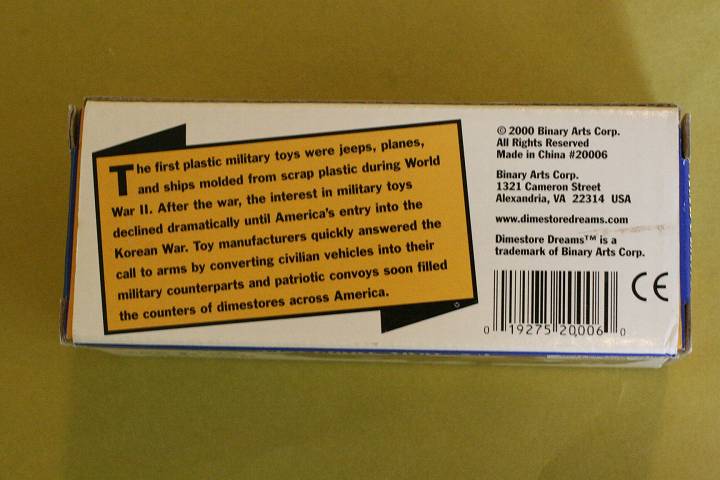 The first plastic military toys were jeeps, planes,
and ships molded from scrap plastic during World
War II. After the war, the interest in military toys
declined dramatically until America's entry into the
Korean War. Toy manufacturers quickly answered the
call to arms by converting civilian vehicles into their
military counterparts and patriotic convoys soon filled
the counters of dimestores across America.
© 2000 Binary Arts Corp.
All Rights Reserved
Made in China #20006
Binary Arts Corp.
1321 Cameron Street
Alexandria, VA 22314 USA
www.dimestoredreams.com
Dimestore Dreams™ is a
trademark of Binary Arts Corp.
CE
0 19275 20006 0